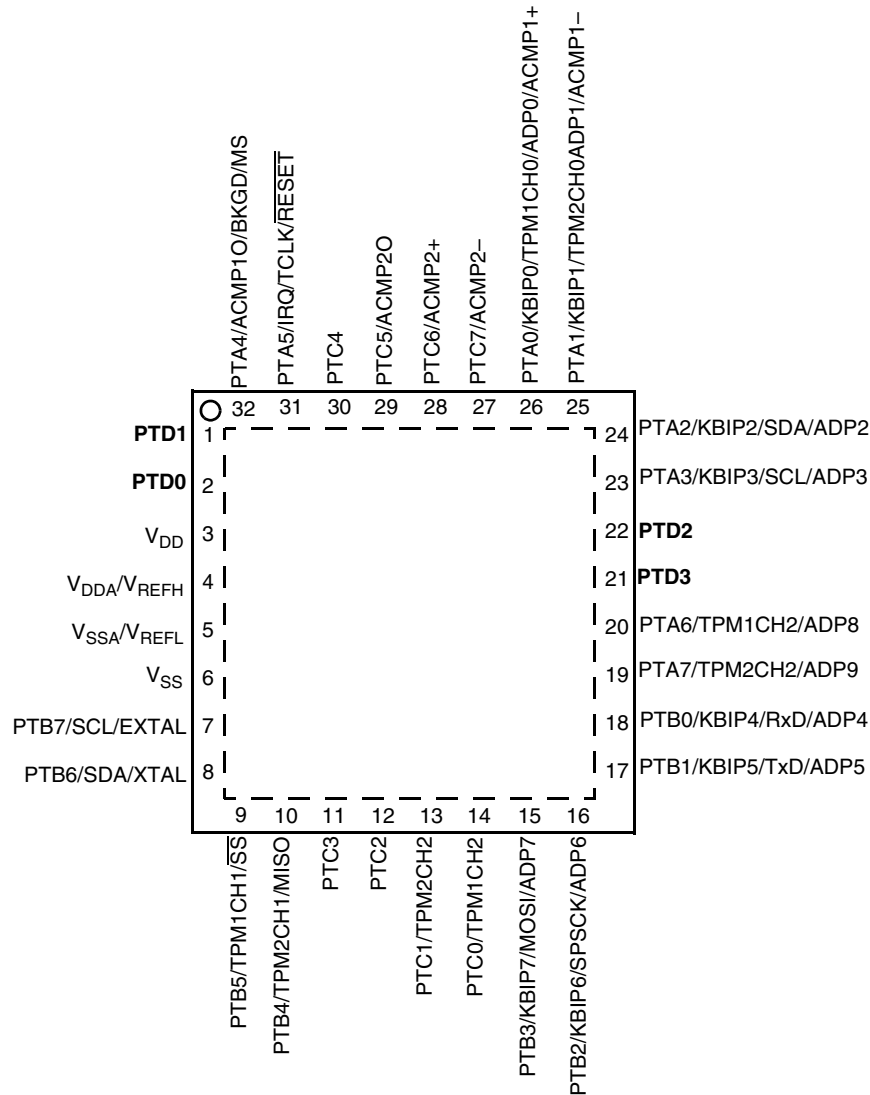 PTA4/ACMP1O/BKGD/MS
PTA5/IRQ/TCLK/RESET
PTC4
PTC5/ACMP2O
PTC6/ACMP2+
PTC7/ACMP2–
PTA0/KBIP0/TPM1CH0/ADP0/ACMP1+
PTA1/KBIP1/TPM2CH0ADP1/ACMP1–
32 31 30 29 28 27 26 25
PTD1 1
PTD0 2
VDD 3
VDDA/VREFH 4
VSSA/VREFL 5
VSS 6
PTB7/SCL/EXTAL 7
PTB6/SDA/XTAL 8
24 PTA2/KBIP2/SDA/ADP2
23 PTA3/KBIP3/SCL/ADP3
22 PTD2
21 PTD3
20 PTA6/TPM1CH2/ADP8
19 PTA7/TPM2CH2/ADP9
18 PTB0/KBIP4/RxD/ADP4
17 PTB1/KBIP5/TxD/ADP5
9 10 11 12 13 14 15 16
PTB5/TPM1CH1/SS
PTB4/TPM2CH1/MISO
PTC3
PTC2
PTC1/TPM2CH2
PTC0/TPM1CH2
PTB3/KBIP7/MOSI/ADP7
PTB2/KBIP6/SPSCK/ADP6